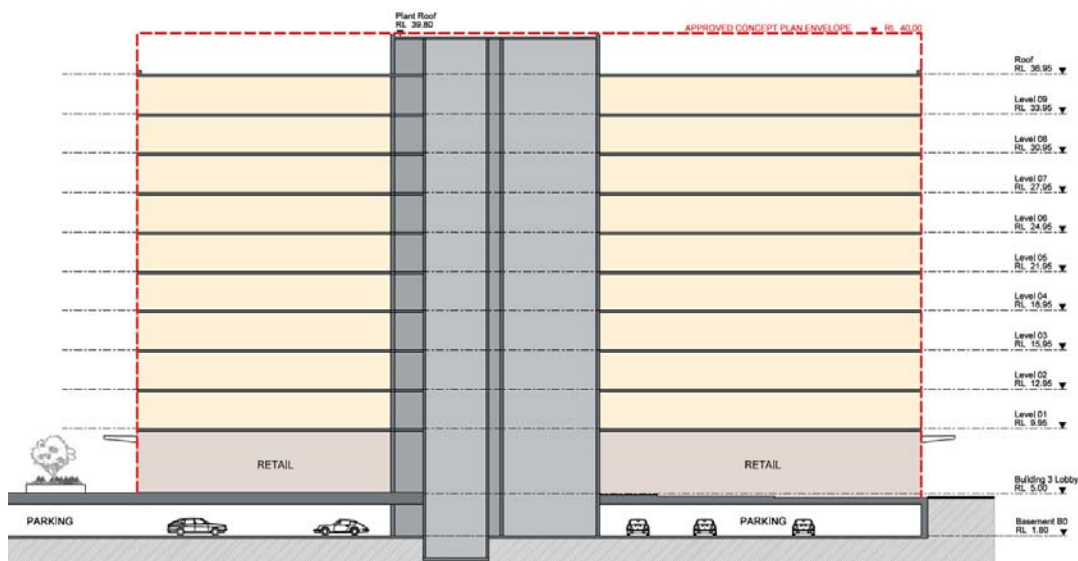 Plant Roof
RL 39.80
APPROVED CONCEPT PLAN ENVELOPE RL 40.00
Roof
RL 36.95
Level 09
RL 33.95
Level 08
RL 30.95
Level 07
RL 27.95
Level 06
RL 24.95
Level 05
RL 21.95
Level 04
RL 18.95
Level 03
RL 15.95
Level 02
RL 12.95
Level 01
RL 9.95
RETAIL
RETAIL
Building 3 Lobby
RL 5.00
PARKING
PARKING
Basement B0
RL 1.80